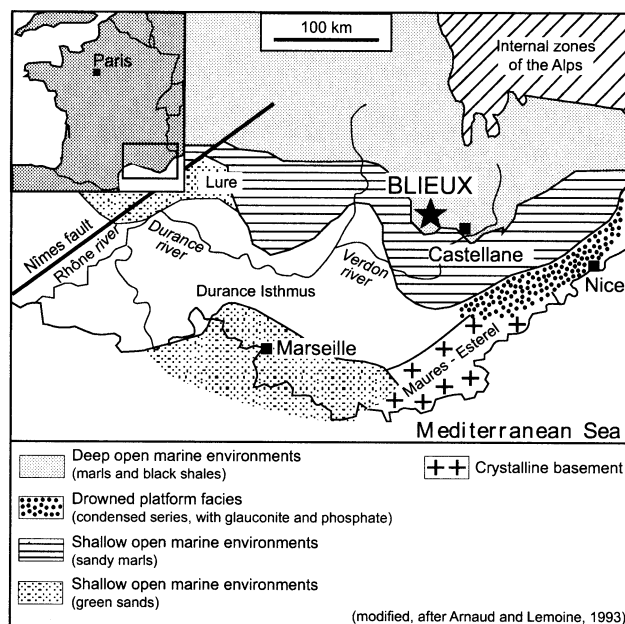 Paris
100 km
Internal zones
of the Alps
Lure
BLIEUX
Castellane
Nîmes fault
Rhône river
Durance
river
Verdon
river
Nice
Durance Isthmus
Marseille
Maures - Esterel
Mediterranean Sea
Deep open marine environments
(marls and black shales)
Crystalline basement
Drowned platform facies
(condensed series, with glauconite and phosphate)
Shallow open marine environments
(sandy marls)
Shallow open marine environments
(green sands)
(modified, after Arnaud and Lemoine, 1993)